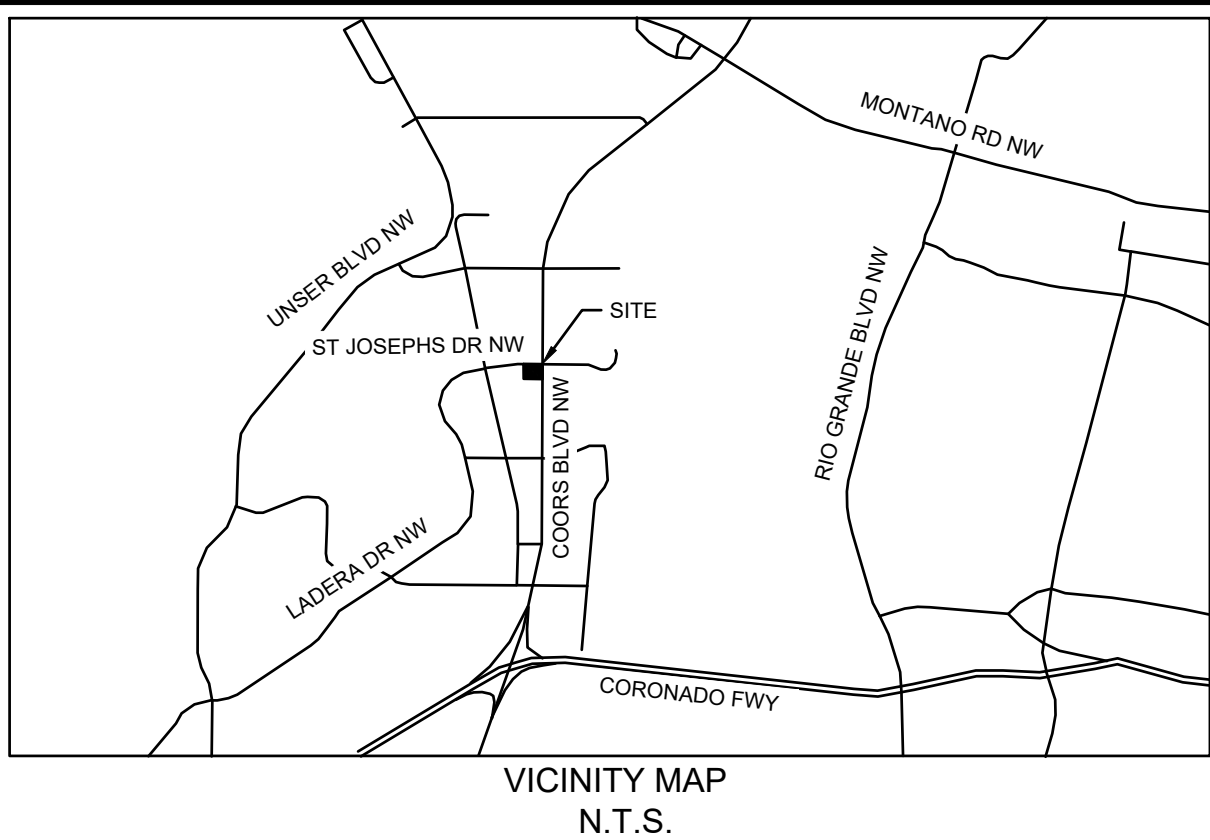 MONTANO RD NW
UNSER BLVD NW
SITE
ST JOSEPHS DR NW
RIO GRANDE BLVD NW
COORS BLVD NW
LADERA DR NW
CORONADO FWY
VICINITY MAP
N.T.S.